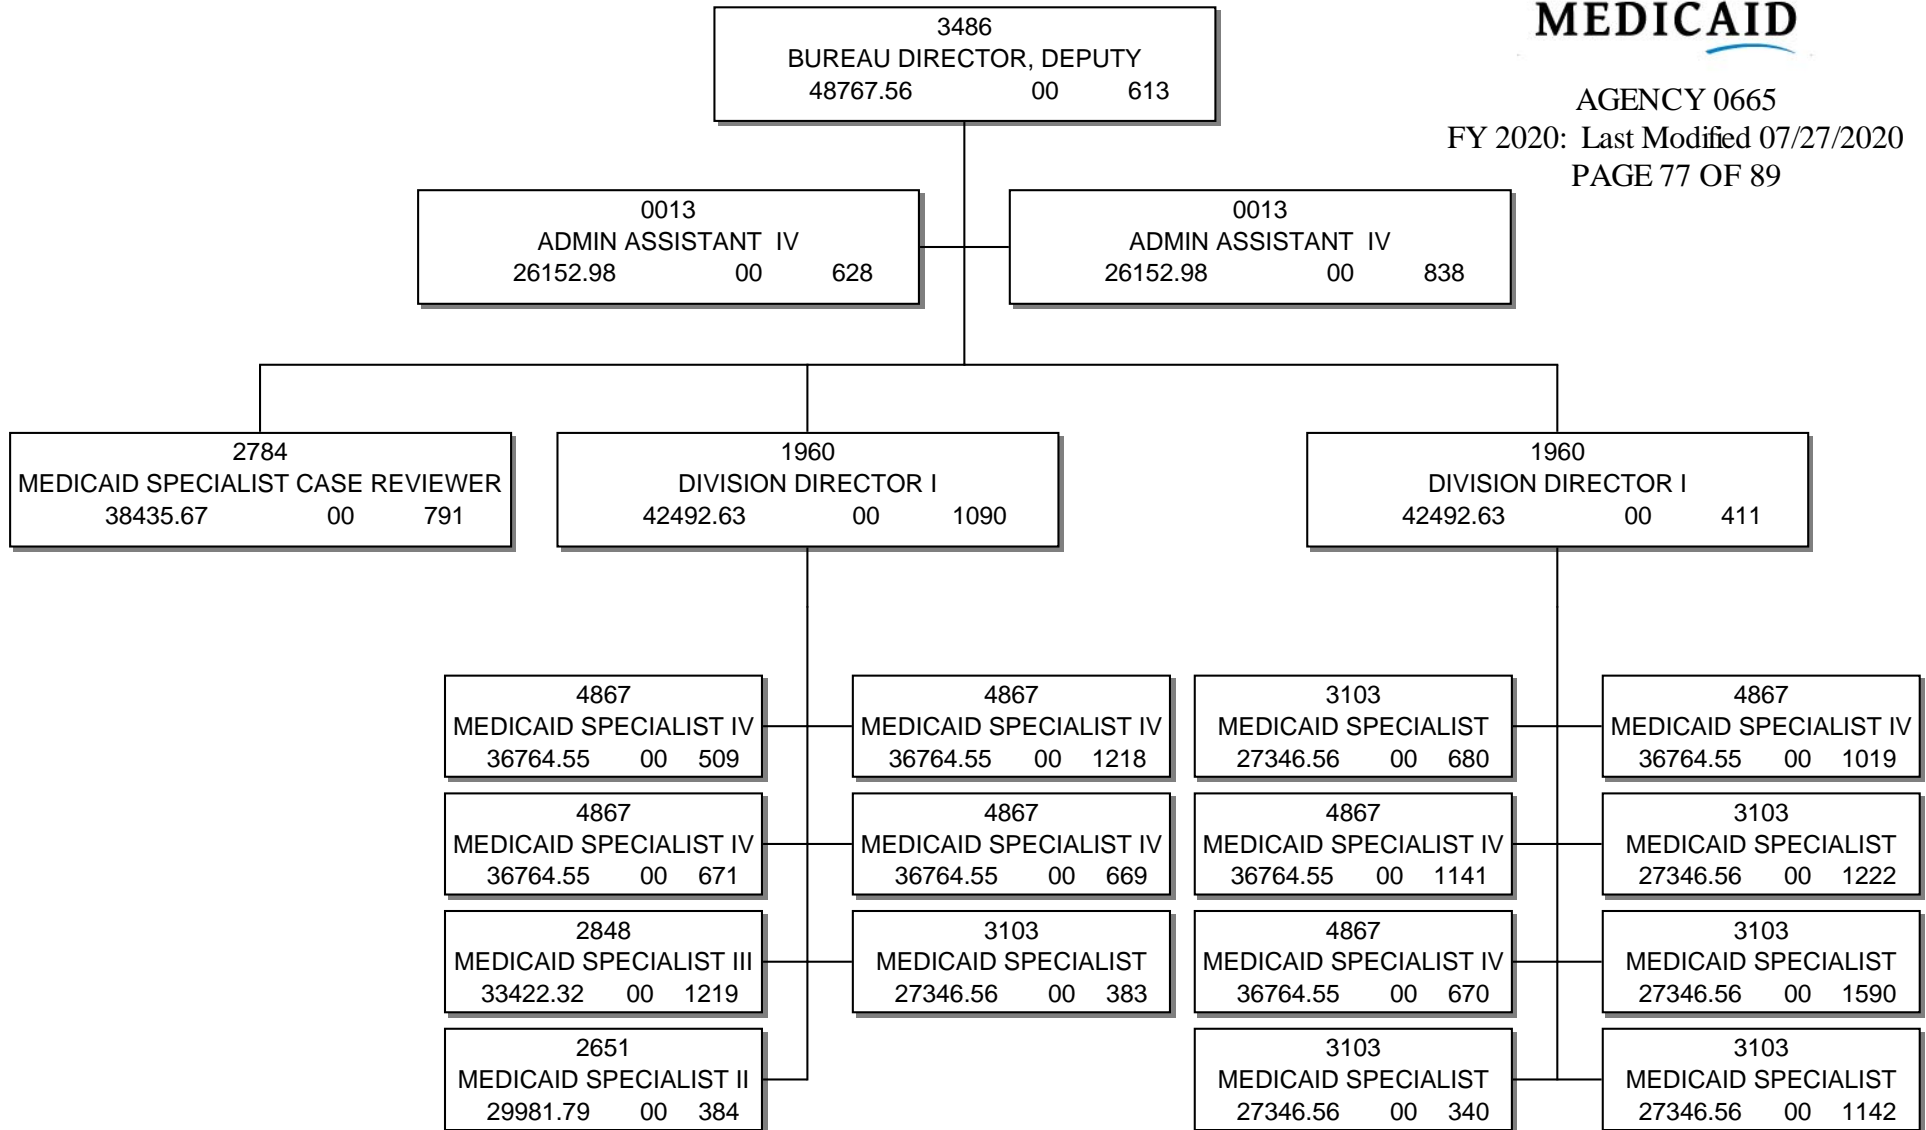 MEDICAID
AGENCY 0665
FY 2020: Last Modified 07/27/2020
PAGE 77 OF 89
3486
BUREAU DIRECTOR, DEPUTY
48767.56 00 613
0013
ADMIN ASSISTANT IV
26152.98 00 628
0013
ADMIN ASSISTANT IV
26152.98 00 838
2784
MEDICAID SPECIALIST CASE REVIEWER
38435.67 00 791
1960
DIVISION DIRECTOR I
42492.63 00 1090
1960
DIVISION DIRECTOR I
42492.63 00 411
4867
MEDICAID SPECIALIST IV
36764.55 00 509
4867
MEDICAID SPECIALIST IV
36764.55 00 1218
4867
MEDICAID SPECIALIST IV
36764.55 00 671
4867
MEDICAID SPECIALIST IV
36764.55 00 669
2848
MEDICAID SPECIALIST III
33422.32 00 1219
3103
MEDICAID SPECIALIST
27346.56 00 383
2651
MEDICAID SPECIALIST II
29981.79 00 384
3103
MEDICAID SPECIALIST
27346.56 00 680
4867
MEDICAID SPECIALIST IV
36764.55 00 1019
4867
MEDICAID SPECIALIST IV
36764.55 00 1141
3103
MEDICAID SPECIALIST
27346.56 00 1222
4867
MEDICAID SPECIALIST IV
36764.55 00 670
3103
MEDICAID SPECIALIST
27346.56 00 1590
3103
MEDICAID SPECIALIST
27346.56 00 340
3103
MEDICAID SPECIALIST
27346.56 00 1142